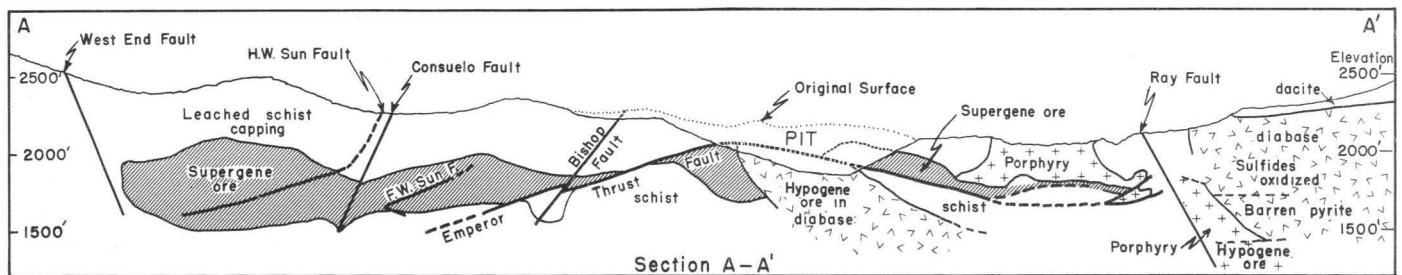 A
A'
West End Fault
H.W. Sun Fault
Consuelo Fault
Original Surface
Ray Fault
Elevation
2500'
2500'
dacite
Leached schist
capping
Supergene ore
PIT
diabase
2000'
2000'
Bishop
Fault
Fault
Porphyry
Sulfides
oxidized
Supergene
ore
F.W. Sun F.
Thrust
schist
Hypogene
ore in
diabase
schist
Barren pyrite
1500'
1500'
Emperor
Porphyry
Hypogene
ore
Section A-A'